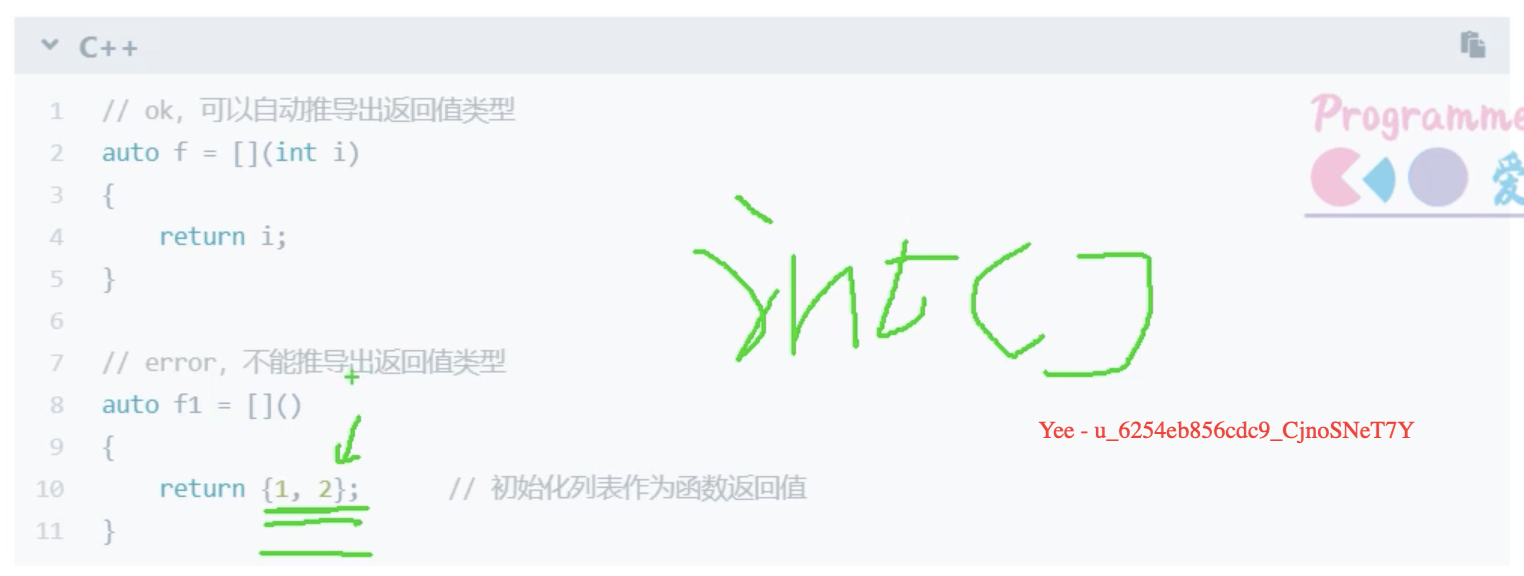 C++
1 // ok, 可以自动推导出返回值类型
2 auto f = [](int i)
3 {
4     return i;
5 }
6
7 // error, 不能推导出返回值类型
8 auto f1 = []()
9 {
10     return {1, 2};      // 初始化列表作为函数返回值
11 }
Programme
爱
int[]
Yee - u_6254eb856cdc9_CjnoSNeT7Y